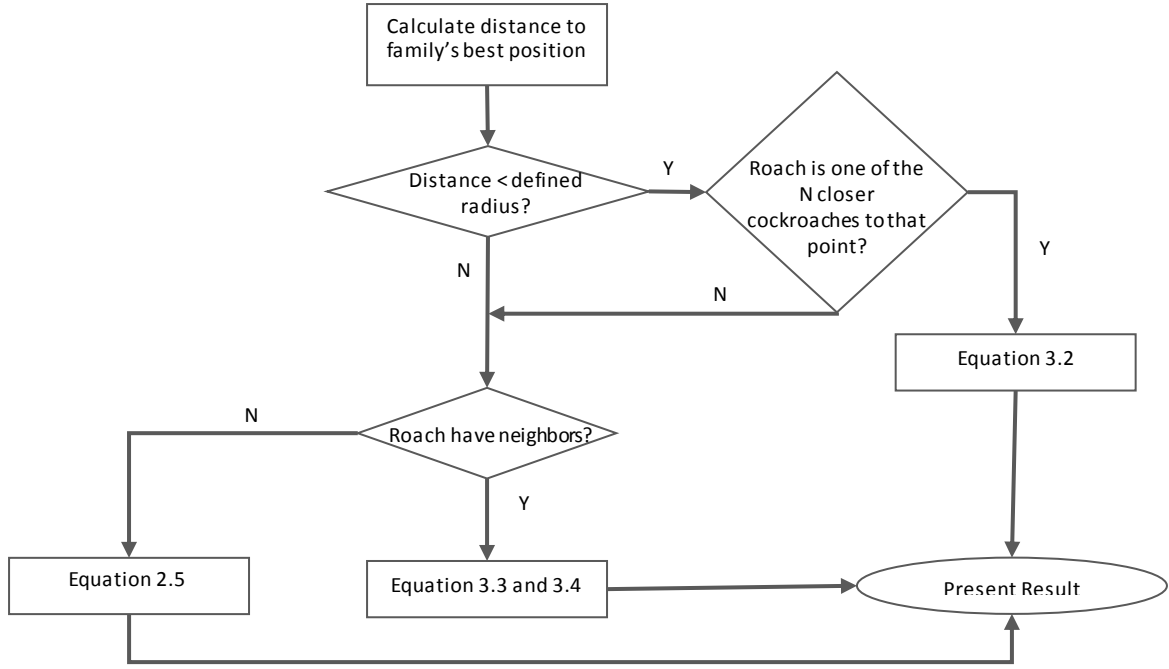 Calculate distance to
family's best position
Distance < defined
radius?
Y
Roach is one of the
N closer
cockroaches to that
point?
N
N
Y
Equation 3.2
N
Roach have neighbors?
Y
Equation 2.5
Equation 3.3 and 3.4
Present Result